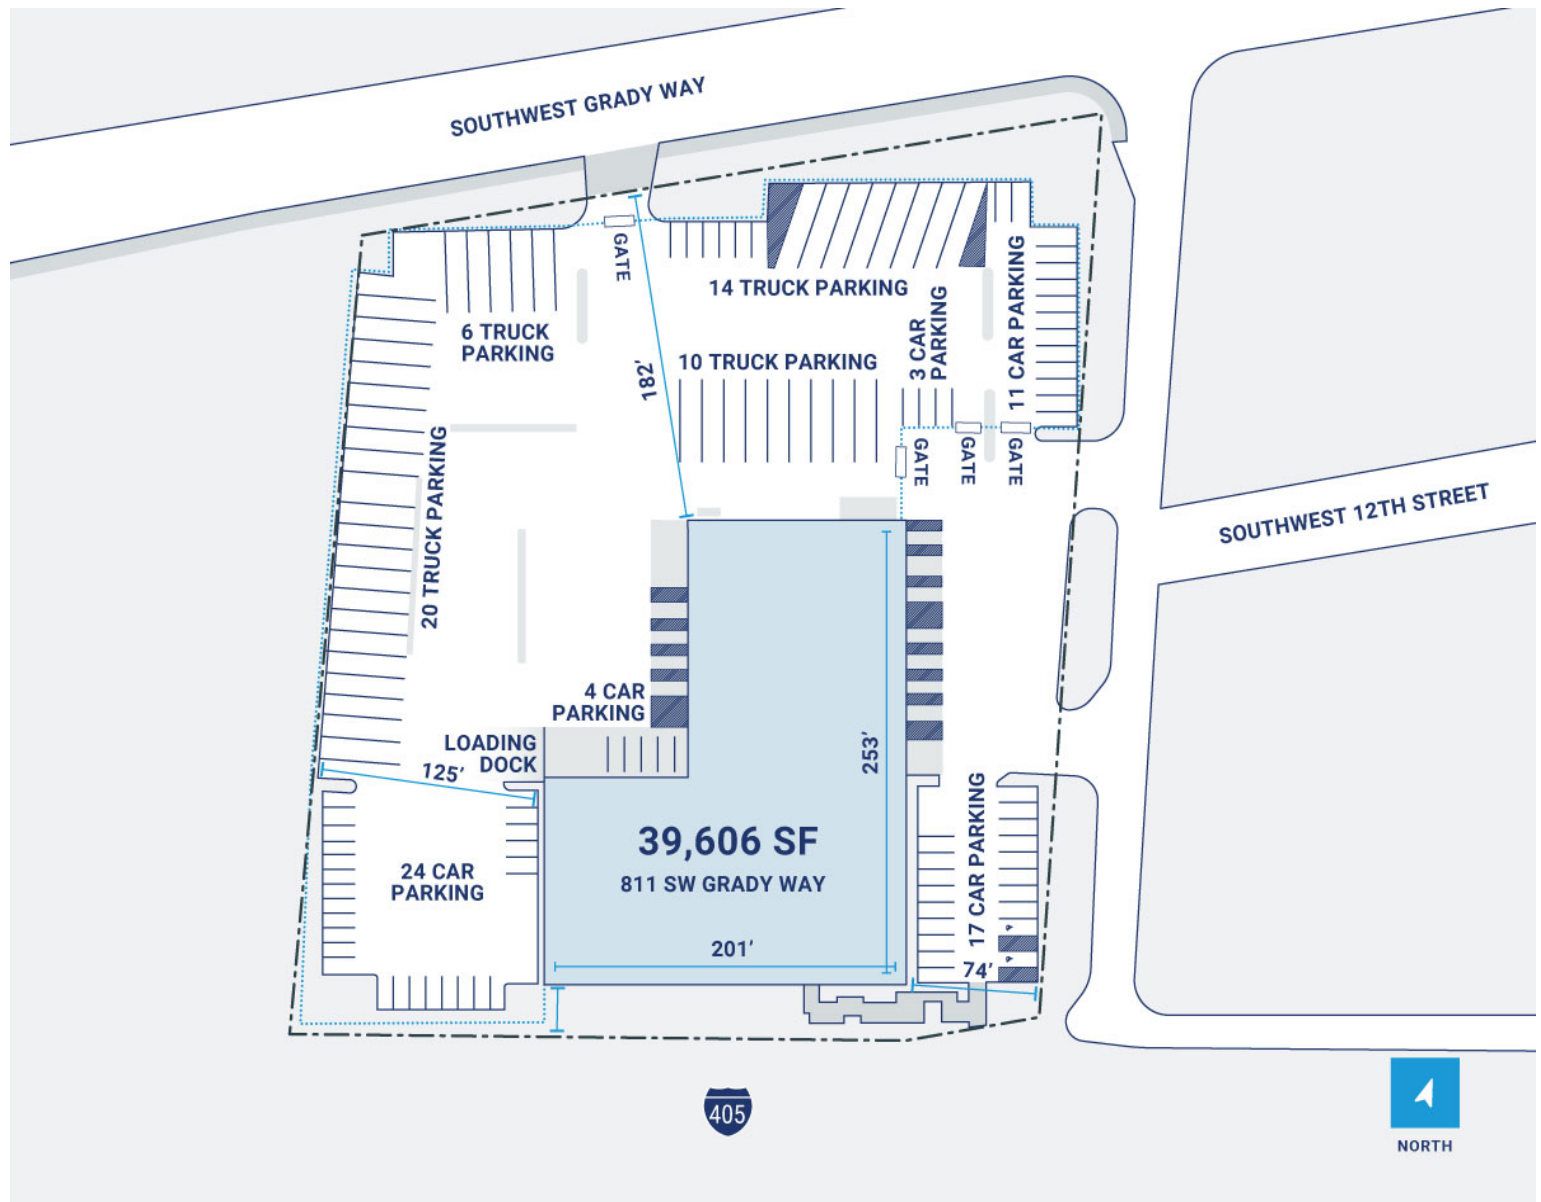 SOUTHWEST GRADY WAY
GATE
14 TRUCK PARKING
6 TRUCK
PARKING
182'
10 TRUCK PARKING
3 CAR
PARKING
11 CAR PARKING
GATE
GATE
GATE
SOUTHWEST 12TH STREET
20 TRUCK PARKING
4 CAR
PARKING
LOADING
DOCK
125'
253'
39,606 SF
811 SW GRADY WAY
24 CAR
PARKING
17 CAR PARKING
201'
74'
405
NORTH